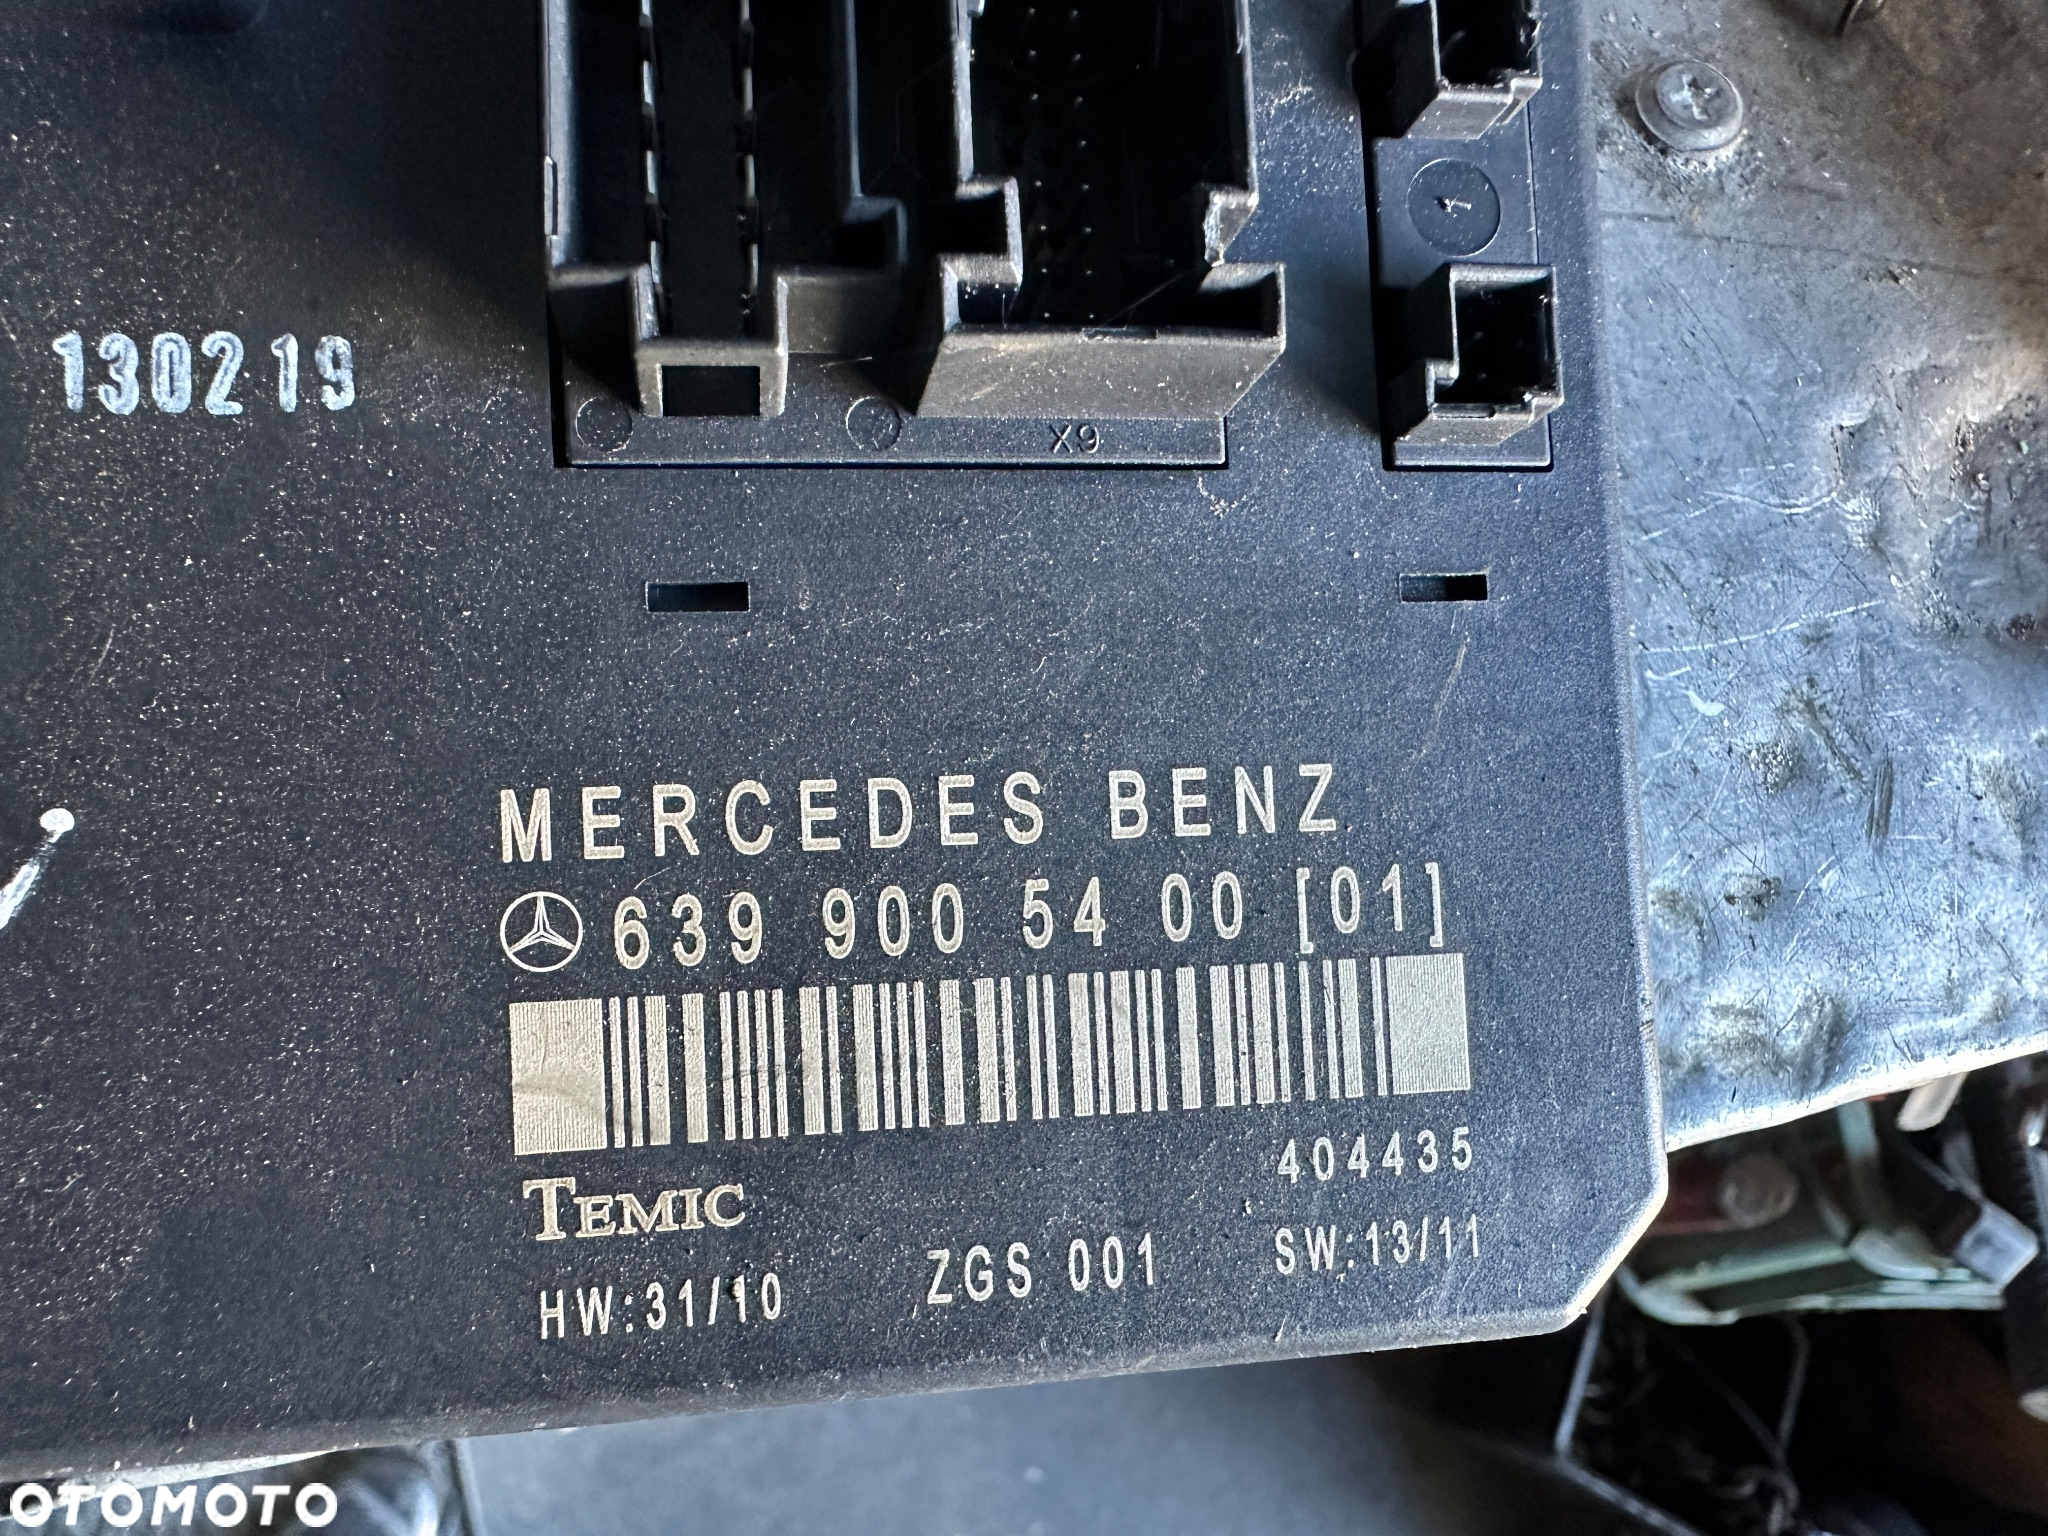 130219
X9
MERCEDES BENZ
639 900 54 00 [01]
404435
TEMIC
HW:31/10
ZGS 001
SW:13/11
OTOMOTO